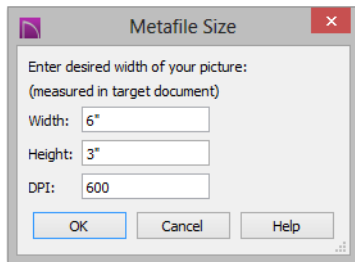 Metafile Size
Enter desired width of your picture:
(measured in target document)
Width: 6"
Height: 3"
DPI: 600
OK Cancel Help